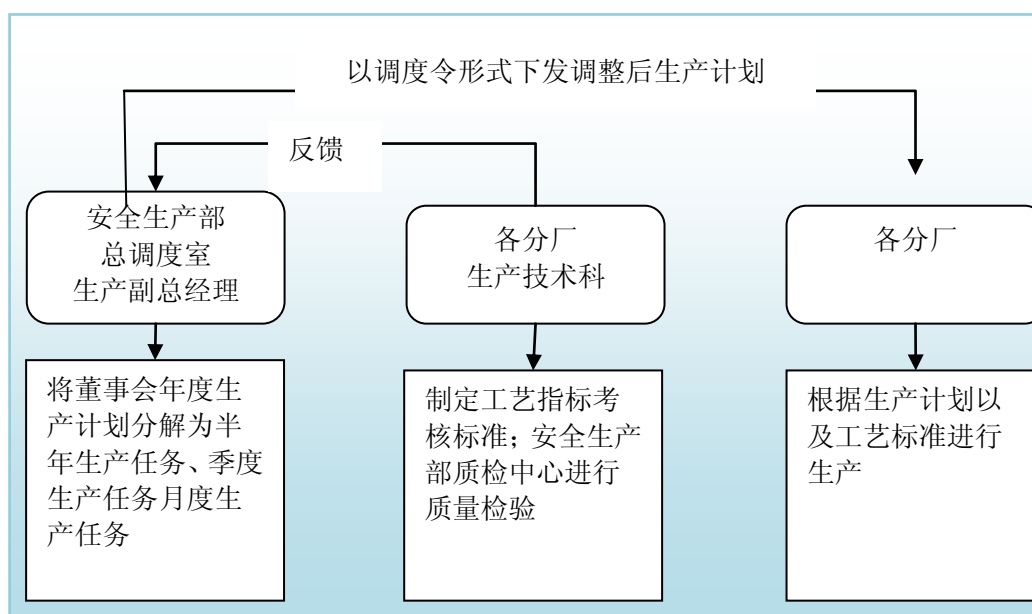 以调度令形式下发调整后生产计划
反馈
安全生产部
总调度室
生产副总经理
各分厂
生产技术科
各分厂
将董事会年度生
产计划分解为半
年生产任务、季度
生产任务月度生
产任务
制定工艺指标考
核标准；安全生产
部质检中心进行
质量检验
根据生产计划以
及工艺标准进行
生产